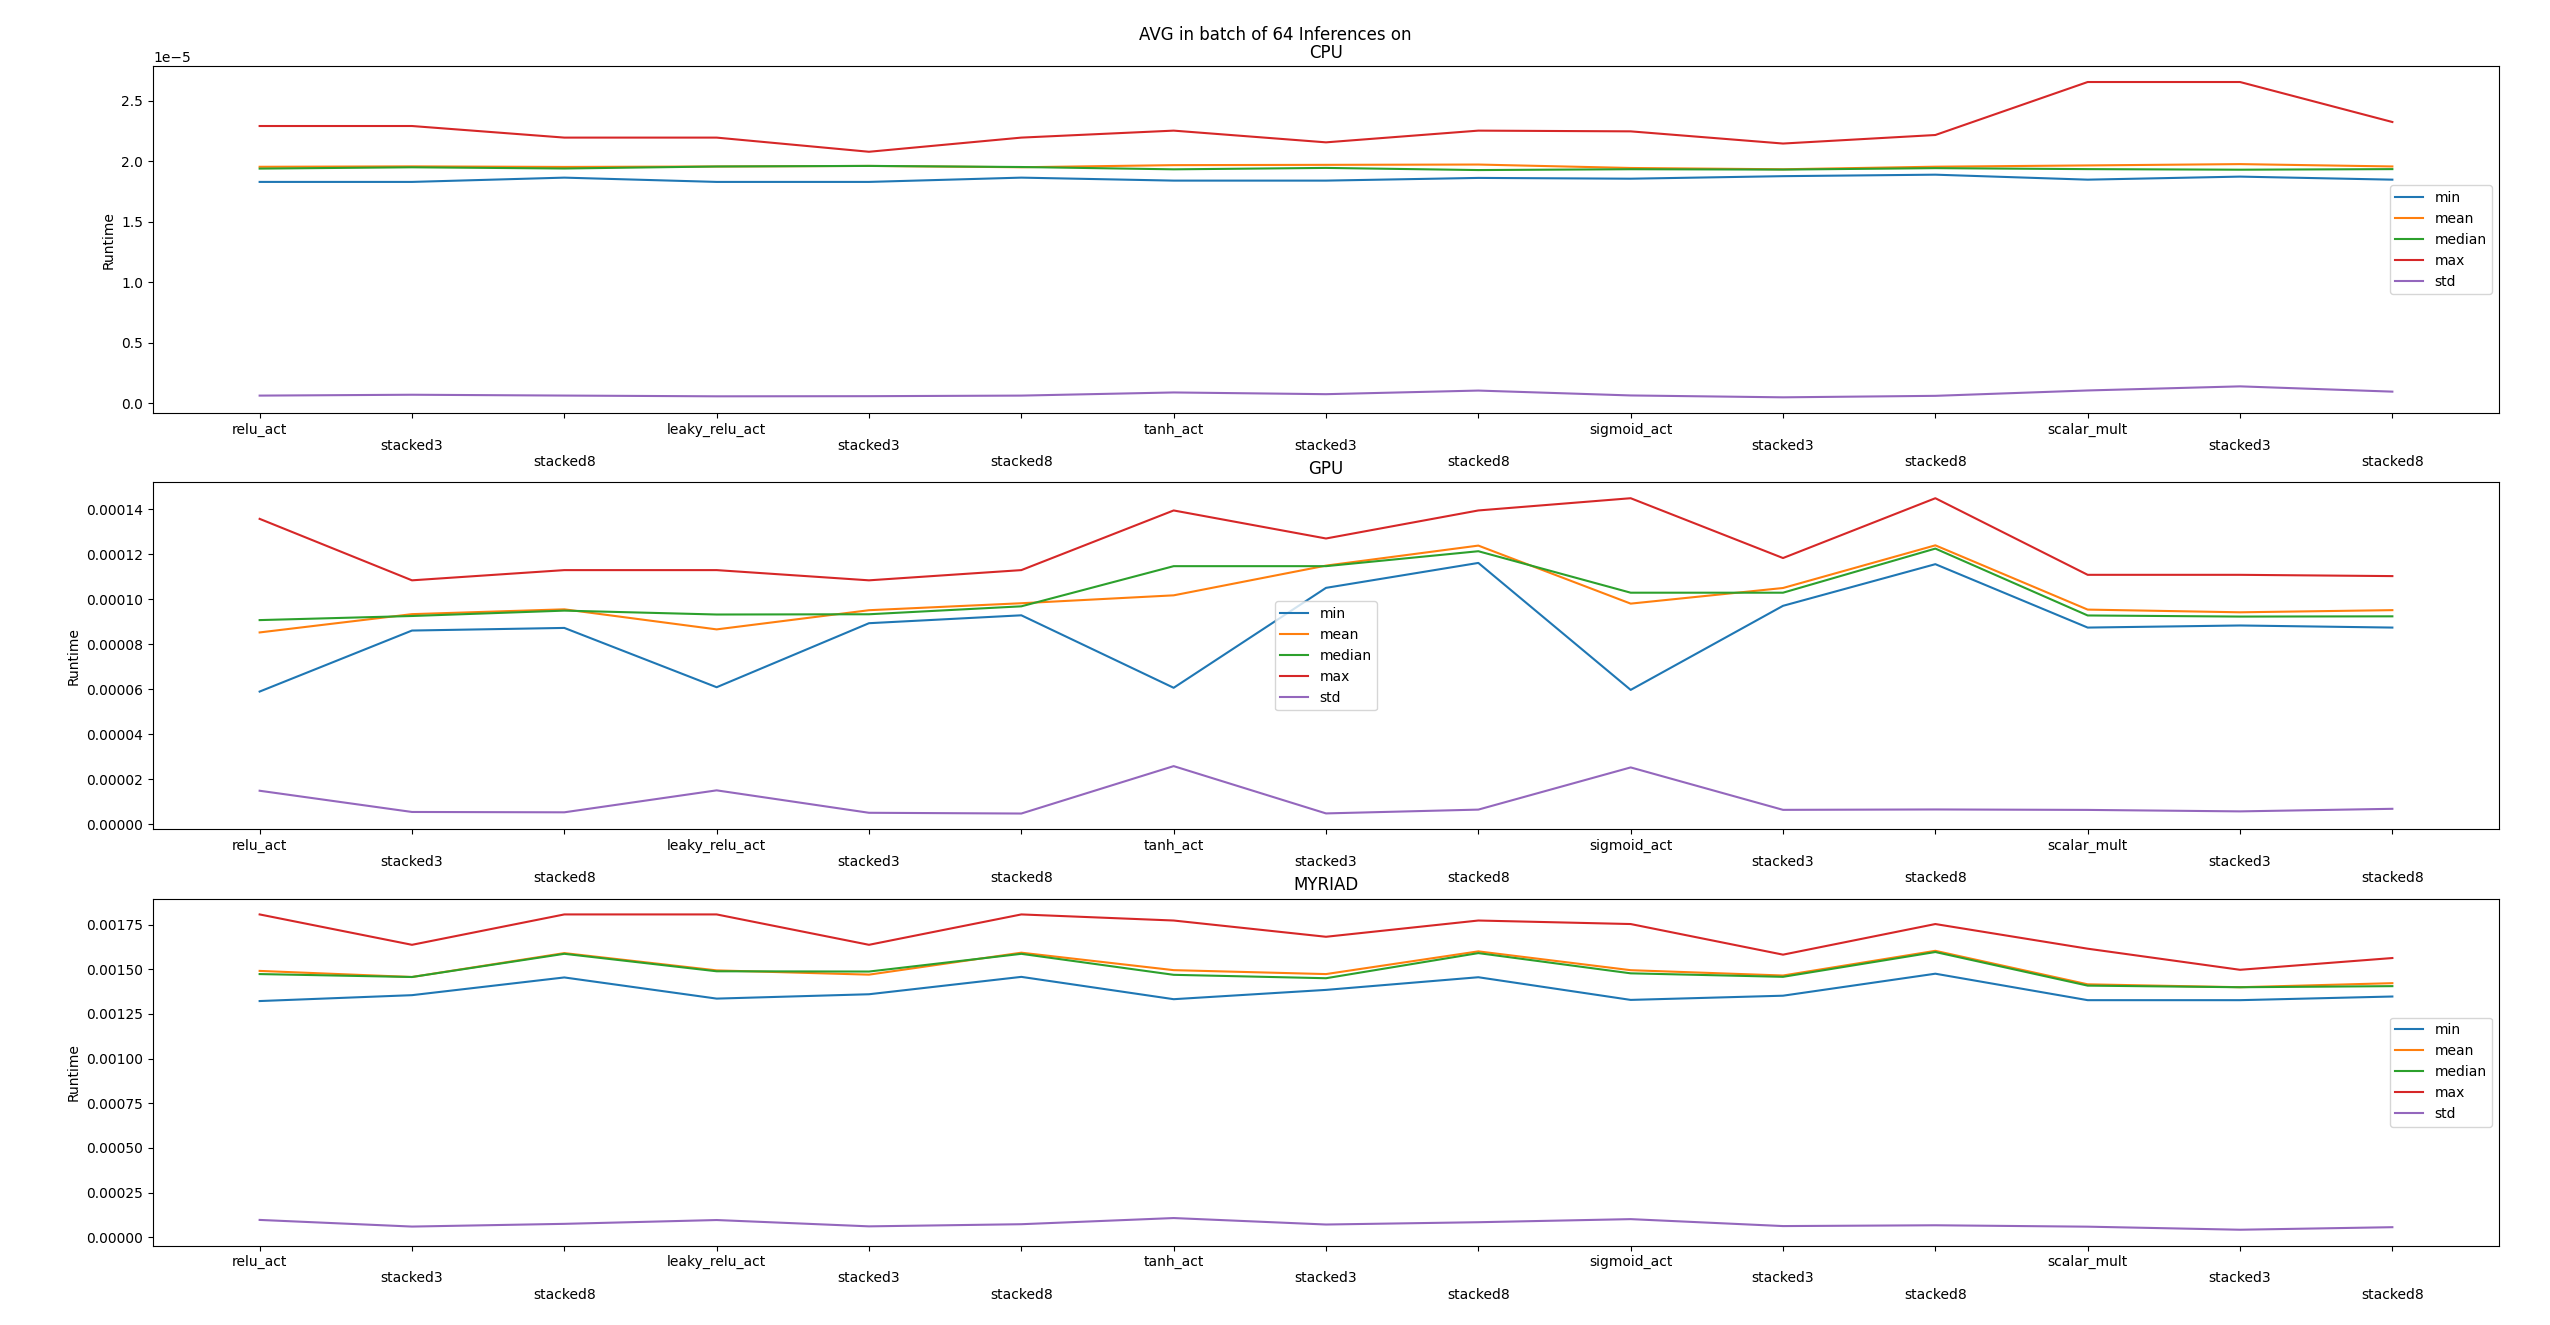 AVG in batch of 64 Inferences on
CPU
1e−5
2.5
2.0
1.5
1.0
0.5
0.0
Runtime
min
mean
median
max
std
relu_act
stacked3
stacked8
leaky_relu_act
stacked3
stacked8
tanh_act
stacked3
stacked8
sigmoid_act
stacked3
stacked8
scalar_mult
stacked3
stacked8
GPU
0.00014
0.00012
0.00010
0.00008
0.00006
0.00004
0.00002
0.00000
Runtime
min
mean
median
max
std
relu_act
stacked3
stacked8
leaky_relu_act
stacked3
stacked8
tanh_act
stacked3
stacked8
sigmoid_act
stacked3
stacked8
scalar_mult
stacked3
stacked8
MYRIAD
0.00175
0.00150
0.00125
0.00100
0.00075
0.00050
0.00025
0.00000
Runtime
min
mean
median
max
std
relu_act
stacked3
stacked8
leaky_relu_act
stacked3
stacked8
tanh_act
stacked3
stacked8
sigmoid_act
stacked3
stacked8
scalar_mult
stacked3
stacked8